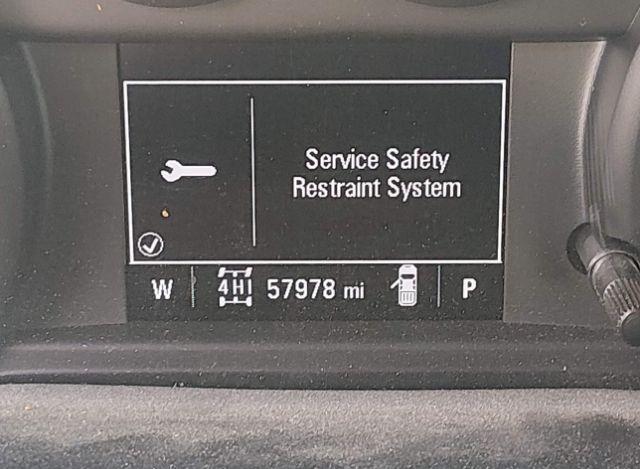 Service Safety
Restraint System
W 4HI 57978 mi P